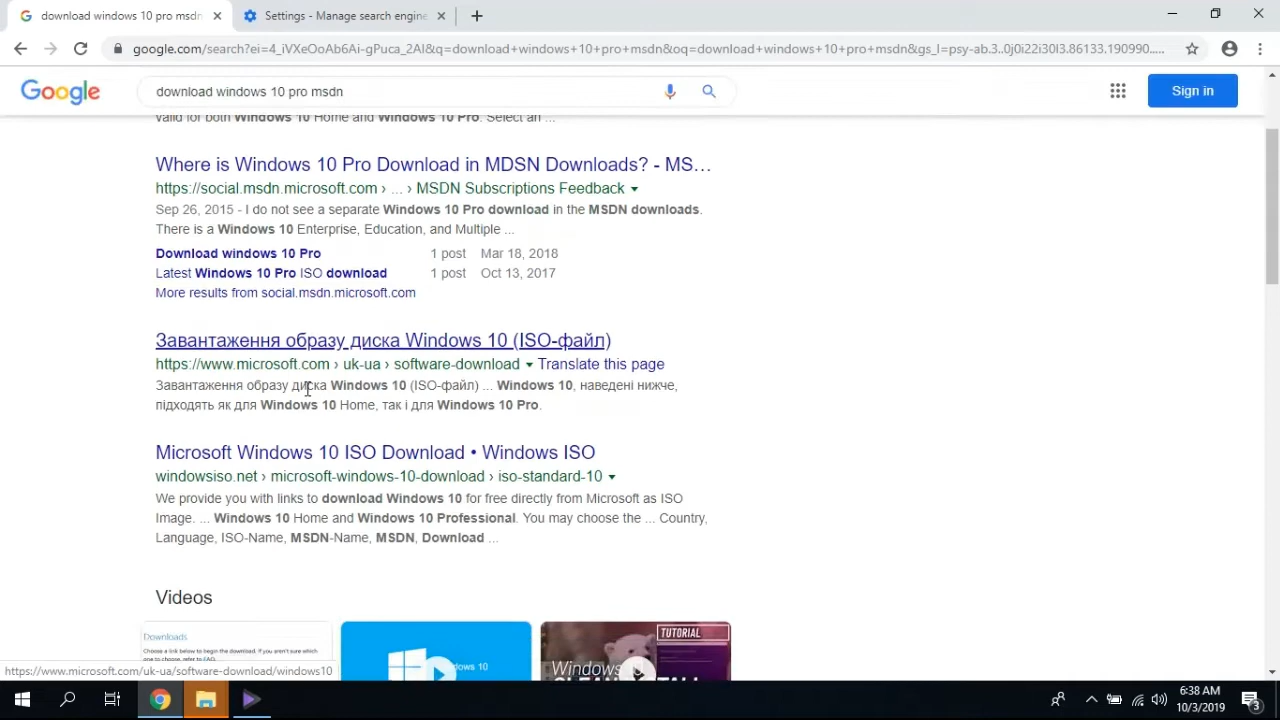 download windows 10 pro msdn
Settings - Manage search engine
google.com/search?ei=4_iVXeOoAb6Ai-gPuca_2AI&q=download+windows+10+pro+msdn&oq=download+windows+10+pro+msdn&gs_l=psy-ab.3..0j0i22i30l3.86133.190990.....
Google
download windows 10 pro msdn
Sign in
valid for both Windows 10 Home and Windows 10 Pro. Select an ...
Where is Windows 10 Pro Download in MDSN Downloads? - MS...
https://social.msdn.microsoft.com › ... › MSDN Subscriptions Feedback
Sep 26, 2015 - I do not see a separate Windows 10 Pro download in the MSDN downloads.
There is a Windows 10 Enterprise, Education, and Multiple ...
Download windows 10 Pro 1 post Mar 18, 2018
Latest Windows 10 Pro ISO download 1 post Oct 13, 2017
More results from social.msdn.microsoft.com
Завантаження образу диска Windows 10 (ISO-файл)
https://www.microsoft.com › uk-ua › software-download Translate this page
Завантаження образу диска Windows 10 (ISO-файл) ... Windows 10, наведені нижче,
підходять як для Windows 10 Home, так і для Windows 10 Pro.
Microsoft Windows 10 ISO Download • Windows ISO
windowsiso.net › microsoft-windows-10-download › iso-standard-10
We provide you with links to download Windows 10 for free directly from Microsoft as ISO
Image. ... Windows 10 Home and Windows 10 Professional. You may choose the ... Country,
Language, ISO-Name, MSDN-Name, MSDN, Download ...
Videos
Downloads
Choose a link below to begin the download. If you aren't sure which
one to choose, refer to FAQ.
TUTORIAL
https://www.microsoft.com/uk-ua/software-download/windows10
6:38 AM
10/3/2019
3